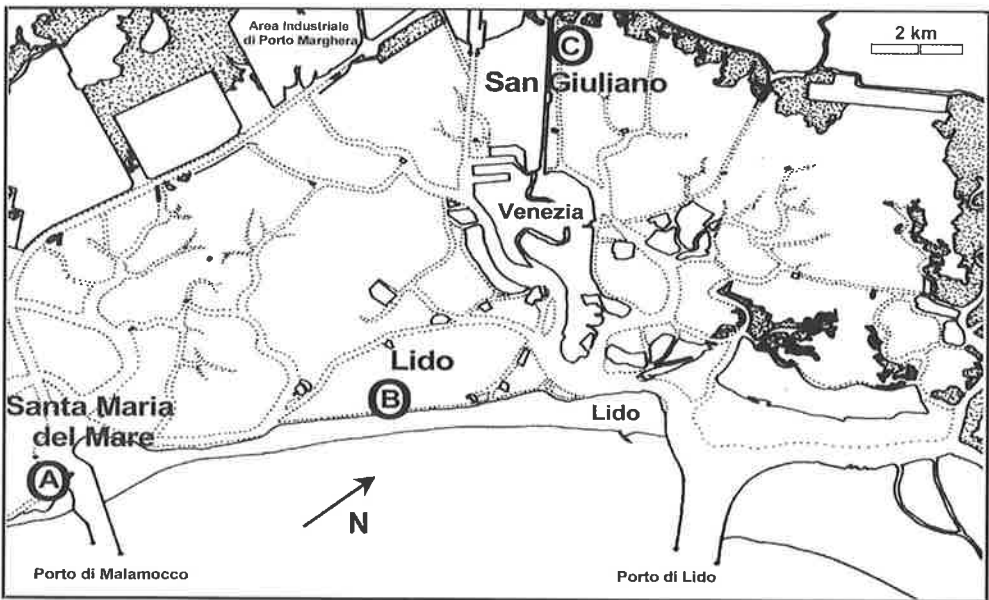 Area Industriale
di Porto Marghera
C
2 km
San Giuliano
Venezia
Lido
B
Lido
Santa Maria
del Mare
A
N
Porto di Malamocco
Porto di Lido